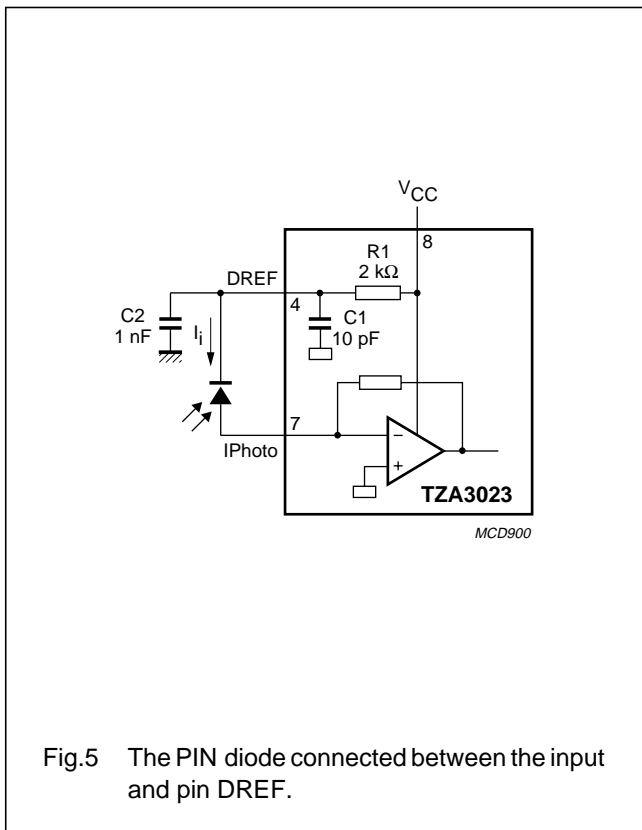 VCC
8
R1
2 kΩ
DREF
4
C1
10 pF
C2
1 nF
Ii
7
IPhoto
−
+
TZA3023
MCD900
Fig.5 The PIN diode connected between the input
and pin DREF.